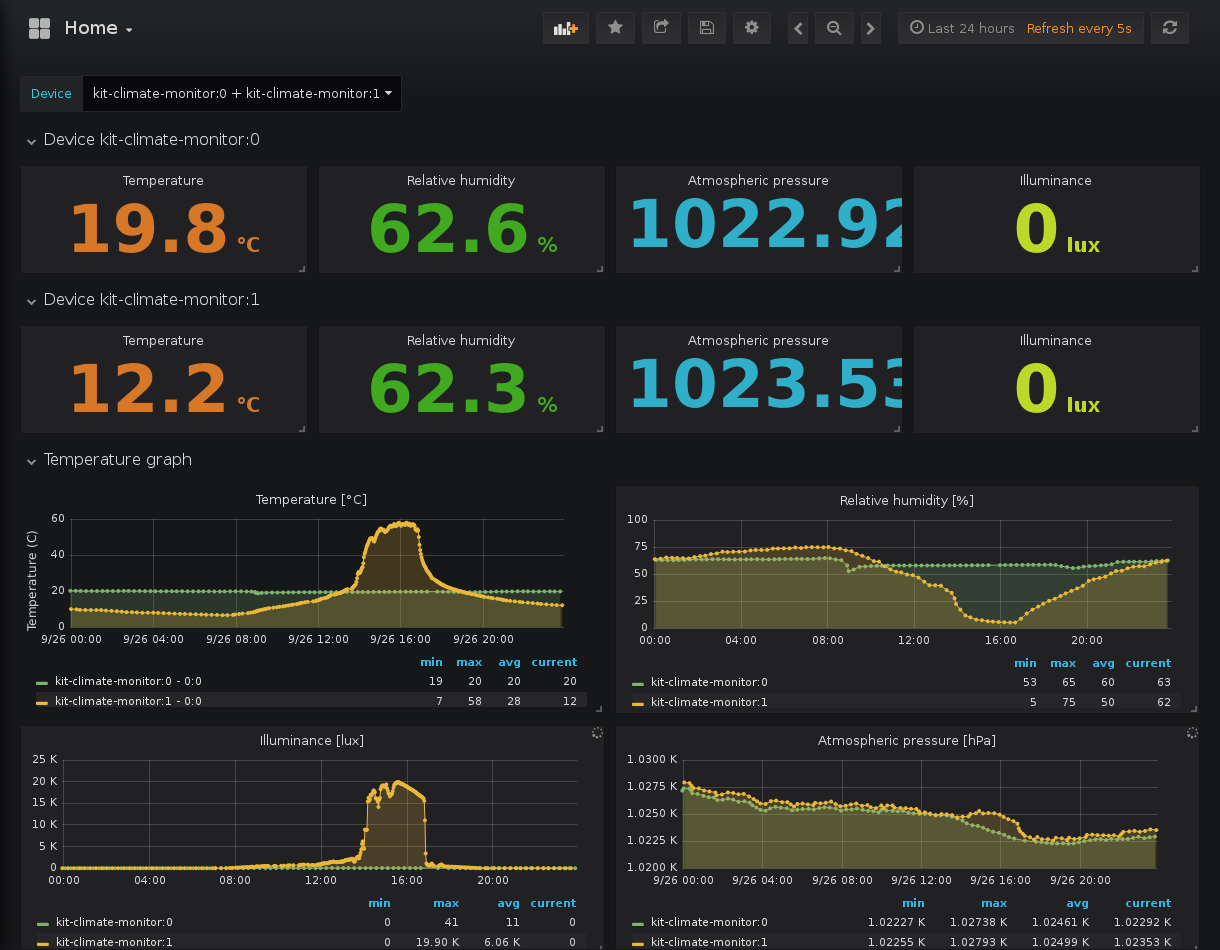 Home
Last 24 hours Refresh every 5s
Device kit-climate-monitor:0 + kit-climate-monitor:1
Device kit-climate-monitor:0
Temperature Relative humidity Atmospheric pressure Illuminance
19.8 °C 62.6 % 1022.92 0 lux
Device kit-climate-monitor:1
Temperature Relative humidity Atmospheric pressure Illuminance
12.2 °C 62.3 % 1023.53 0 lux
Temperature graph
Temperature [°C]
Temperature (C)
60
40
20
0
9/26 00:00 9/26 04:00 9/26 08:00 9/26 12:00 9/26 16:00 9/26 20:00
min max avg current
kit-climate-monitor:0 - 0:0 19 20 20 20
kit-climate-monitor:1 - 0:0 7 58 28 12
Relative humidity [%]
100
75
50
25
0
00:00 04:00 08:00 12:00 16:00 20:00
min max avg current
kit-climate-monitor:0 53 65 60 63
kit-climate-monitor:1 5 75 50 62
Illuminance [lux]
25 K
20 K
15 K
10 K
5 K
0
00:00 04:00 08:00 12:00 16:00 20:00
min max avg current
kit-climate-monitor:0 0 41 11 0
kit-climate-monitor:1 0 19.90 K 6.06 K 0
Atmospheric pressure [hPa]
1.0300 K
1.0275 K
1.0250 K
1.0225 K
1.0200 K
9/26 00:00 9/26 04:00 9/26 08:00 9/26 12:00 9/26 16:00 9/26 20:00
min max avg current
kit-climate-monitor:0 1.02227 K 1.02738 K 1.02461 K 1.02292 K
kit-climate-monitor:1 1.02255 K 1.02793 K 1.02499 K 1.02353 K